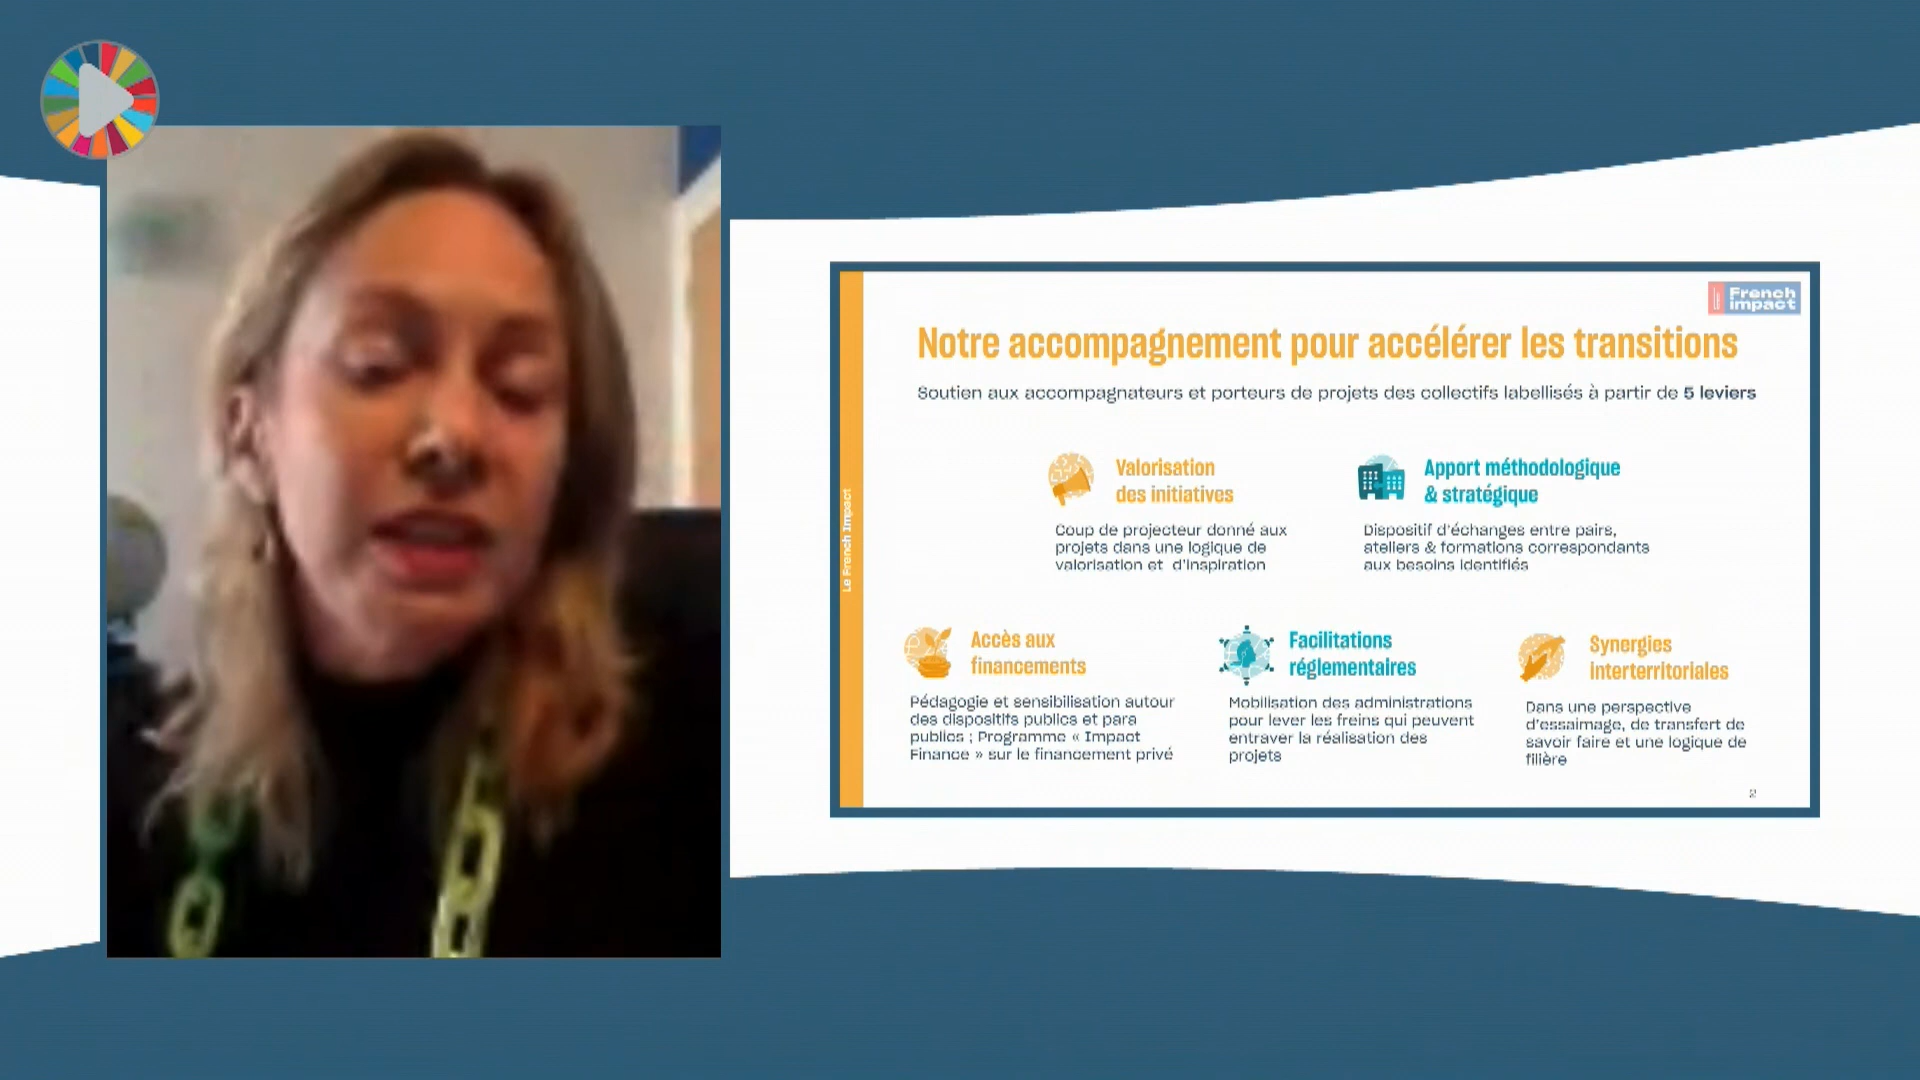 French
impact
Notre accompagnement pour accélérer les transitions
Soutien aux accompagnateurs et porteurs de projets des collectifs labellisés à partir de 5 leviers
Le French Impact
Valorisation
des initiatives
Coup de projecteur donné aux
projets dans une logique de
valorisation et d'inspiration
Apport méthodologique
& stratégique
Dispositif d'échanges entre pairs,
ateliers & formations correspondants
aux besoins identifiés
Accès aux
financements
Pédagogie et sensibilisation autour
des dispositifs publics et para
publics ; Programme « Impact
Finance » sur le financement privé
Facilitations
réglementaires
Mobilisation des administrations
pour lever les freins qui peuvent
entraver la réalisation des
projets
Synergies
interterritoriales
Dans une perspective
d'essaimage, de transfert de
savoir faire et une logique de
filière
2